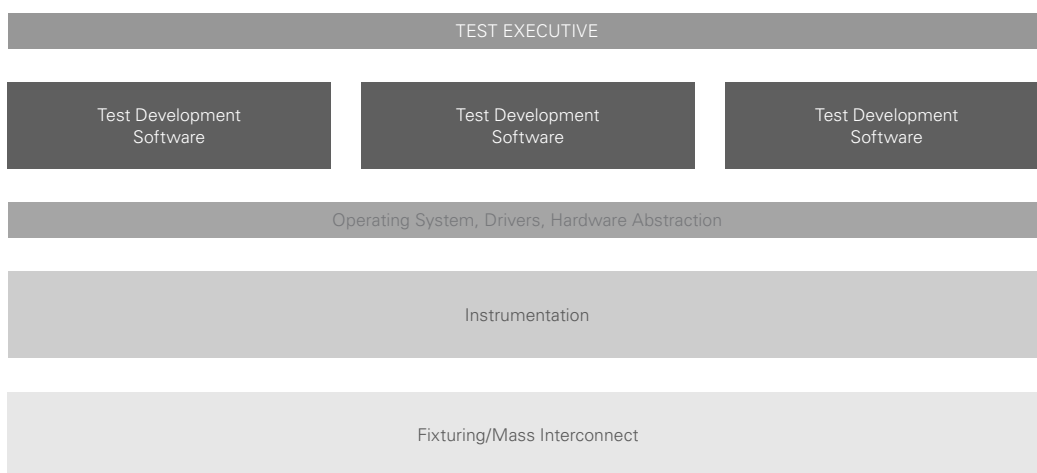 TEST EXECUTIVE
Test Development
Software
Test Development
Software
Test Development
Software
Operating System, Drivers, Hardware Abstraction
Instrumentation
Fixturing/Mass Interconnect